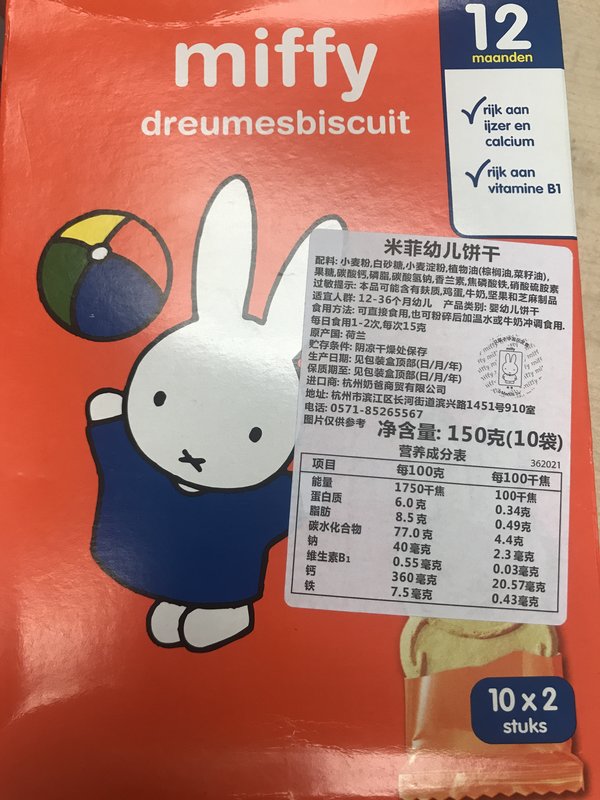 miffy
dreumesbiscuit
12
maanden
rijk aan
ijzer en
calcium
rijk aan
vitamine B1
米菲幼儿饼干
配料: 小麦粉,白砂糖,小麦淀粉,植物油(棕榈油,菜籽油),
果糖,碳酸钙,磷脂,碳酸氢钠,香兰素,焦磷酸铁,硝酸硫胺素
过敏提示: 本品可能含有麸质,鸡蛋,牛奶,坚果和芝麻制品
适宜人群: 12-36个月幼儿 产品类别: 婴幼儿饼干
食用方法: 可直接食用,也可粉碎后加温水或牛奶冲调食用.
每日食用1-2次,每次15克
原产国: 荷兰
贮存条件: 阴凉干燥处保存
生产日期: 见包装盒顶部(日/月/年)
保质期至: 见包装盒顶部(日/月/年)
进口商: 杭州奶爸商贸有限公司
地址: 杭州市滨江区长河街道滨兴路1451号910室
电话: 0571-85265567
图片仅供参考 净含量: 150克(10袋)
营养成分表
362021
项目 每100克 每100千焦
能量 1750千焦 100千焦
蛋白质 6.0克 0.34克
脂肪 8.5克 0.49克
碳水化合物 77.0克 4.4克
钠 40毫克 2.3毫克
维生素B1 0.55毫克 0.03毫克
钙 360毫克 20.57毫克
铁 7.5毫克 0.43毫克
10 x 2
stuks